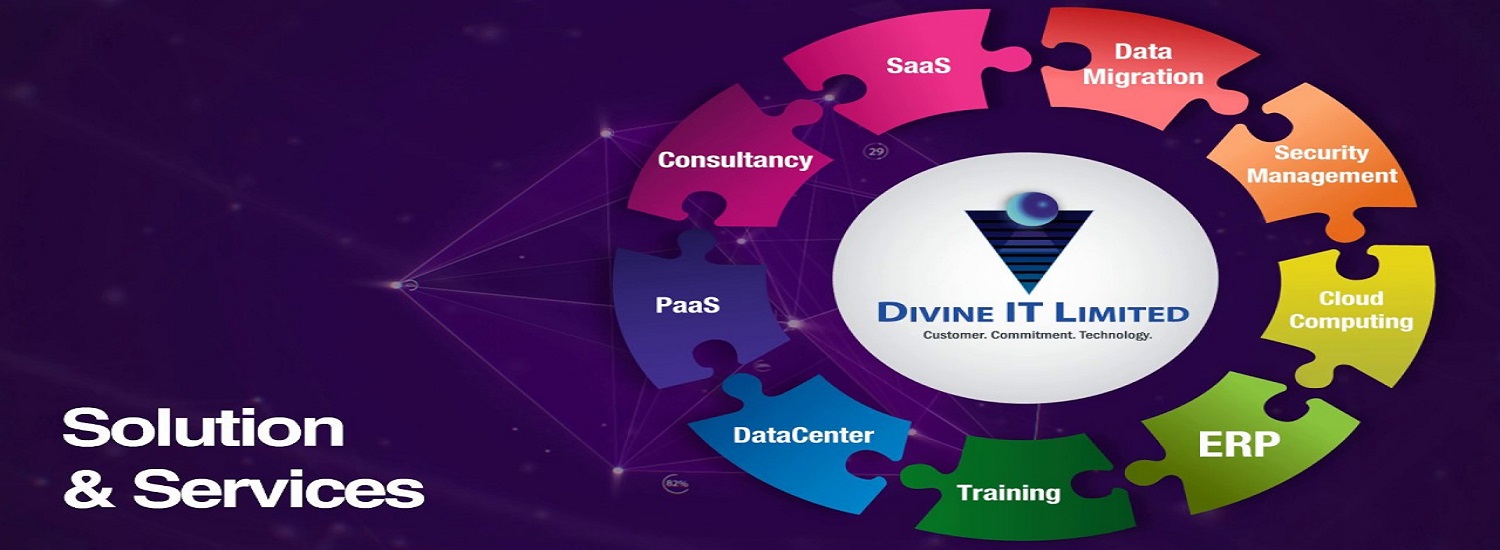 SaaS
Data
Migration
Security
Management
Cloud
Computing
ERP
Training
DataCenter
PaaS
Consultancy
29
DIVINE IT LIMITED
Customer. Commitment. Technology.
Solution
& Services
82%